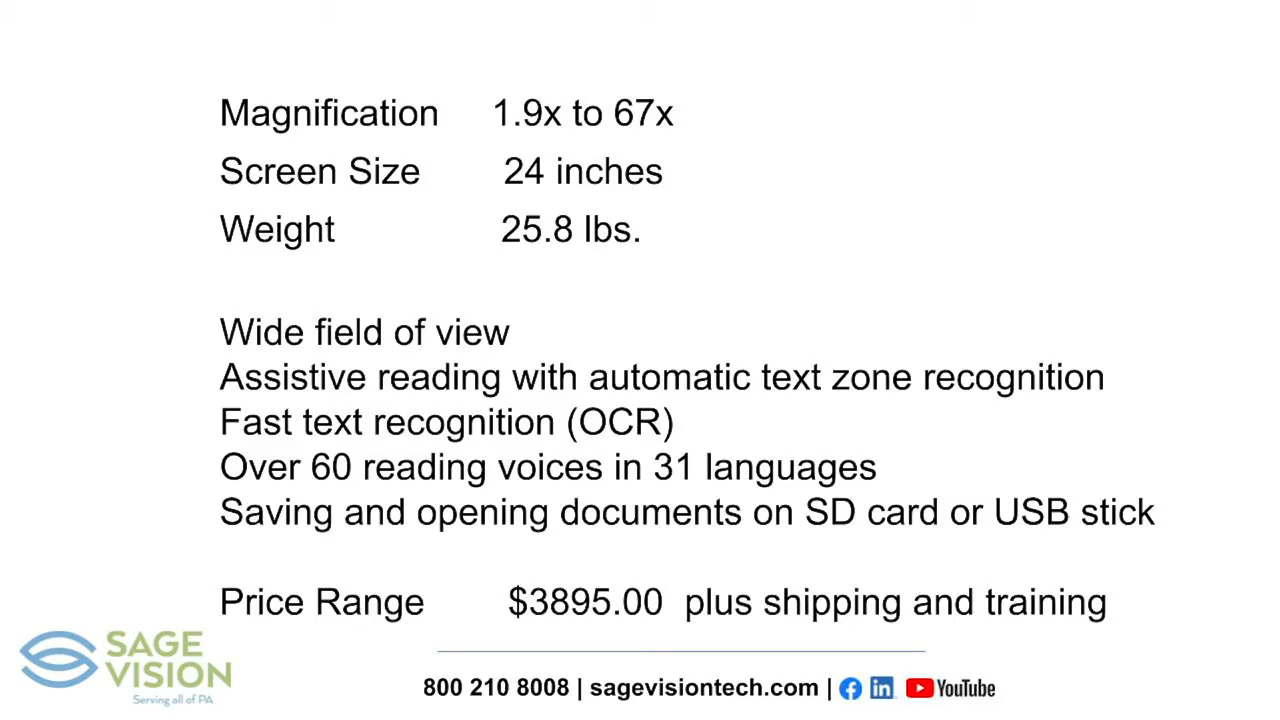 Magnification 1.9x to 67x
Screen Size 24 inches
Weight 25.8 lbs.
Wide field of view
Assistive reading with automatic text zone recognition
Fast text recognition (OCR)
Over 60 reading voices in 31 languages
Saving and opening documents on SD card or USB stick
Price Range $3895.00 plus shipping and training
SAGE
VISION
Serving all of PA
800 210 8008 | sagevisiontech.com | f in YouTube